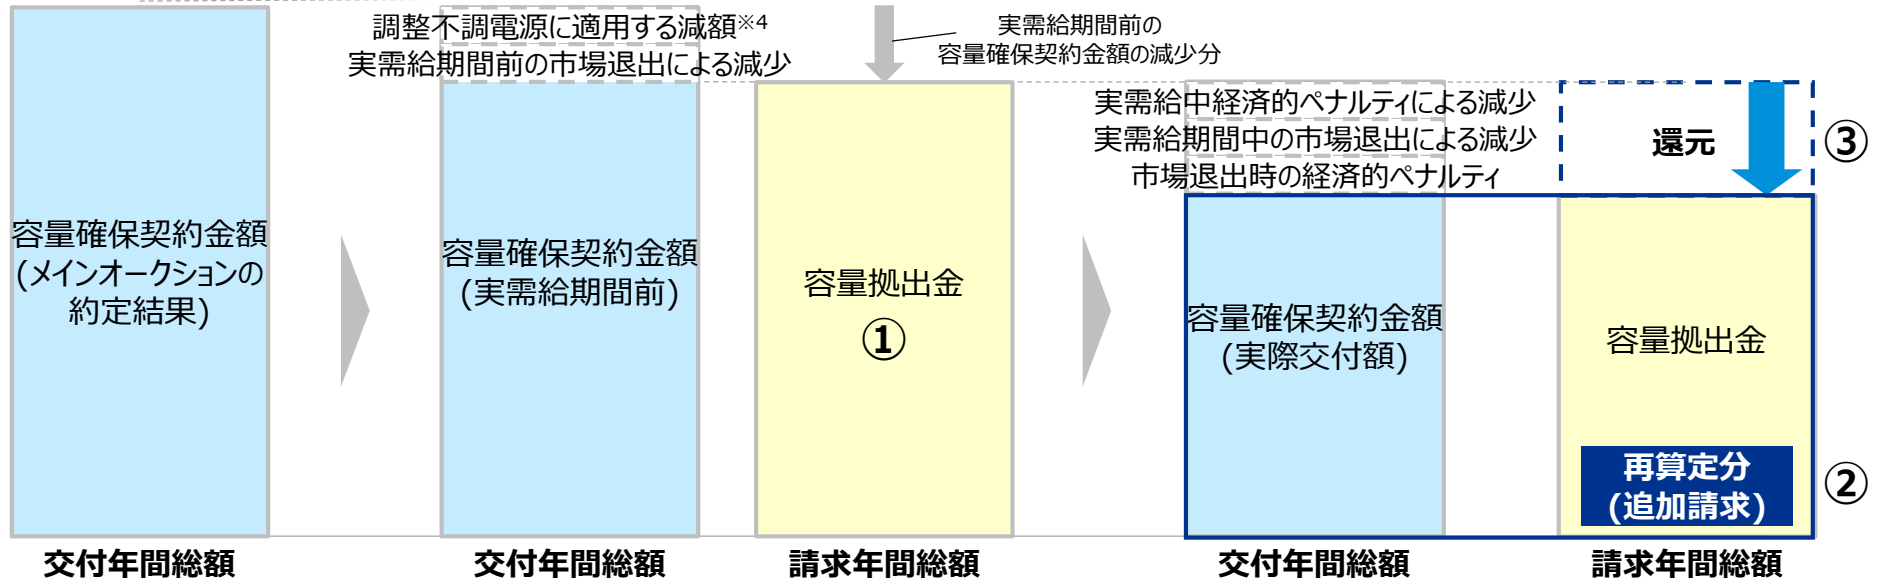 容量確保契約金額
(メインオークションの
約定結果)
交付年間総額
調整不調電源に適用する減額※4
実需給期間前の市場退出による減少
容量確保契約金額
(実需給期間前)
交付年間総額
実需給期間前の
容量確保契約金額の減少分
容量拠出金
①
請求年間総額
実需給中経済的ペナルティによる減少
実需給期間中の市場退出による減少
市場退出時の経済的ペナルティ
容量確保契約金額
(実際交付額)
交付年間総額
還元
③
容量拠出金
再算定分
(追加請求)
②
請求年間総額